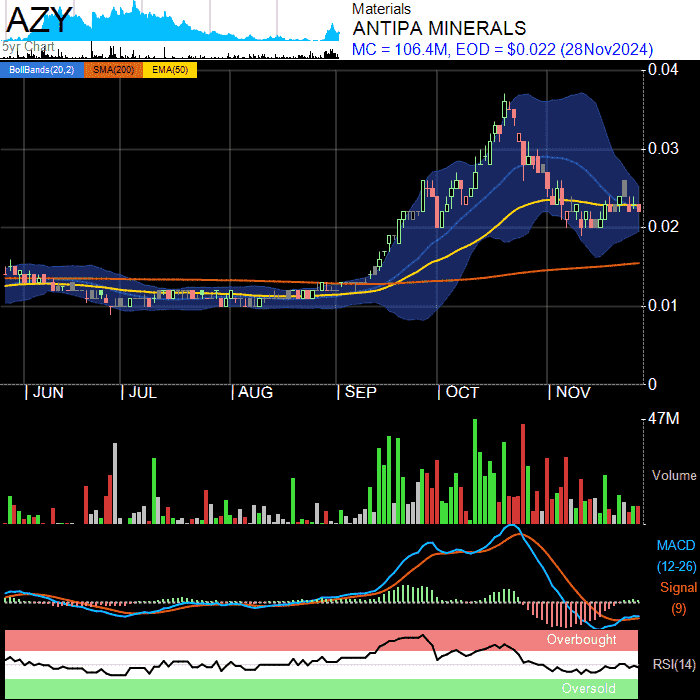 AZY
5yr Chart
Materials
ANTIPA MINERALS
MC = 106.4M, EOD = $0.022 (28Nov2024)
BollBands(20,2) SMA(200) EMA(50)
0.04
0.03
0.02
0.01
0
JUN JUL AUG SEP OCT NOV
47M
Volume
MACD
(12-26)
Signal
(9)
Overbought
RSI(14)
Oversold